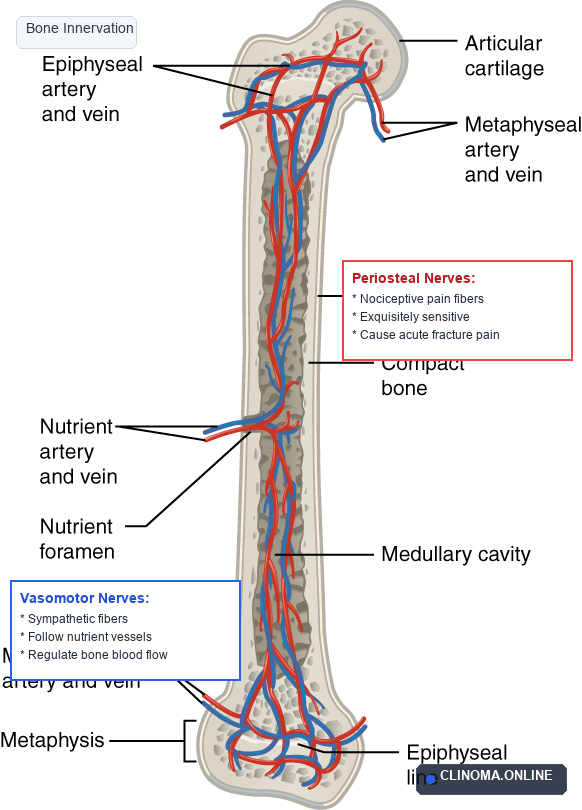 Bone Innervation
Epiphyseal
artery
and vein
Articular
cartilage
Metaphyseal
artery
and vein
Periosteal Nerves:
* Nociceptive pain fibers
* Exquisitely sensitive
* Cause acute fracture pain
Compact
bone
Nutrient
artery
and vein
Nutrient
foramen
Medullary cavity
Vasomotor Nerves:
* Sympathetic fibers
* Follow nutrient vessels
* Regulate bone blood flow
artery and vein
Metaphysis
Epiphyseal
CLINOMA.ONLINE